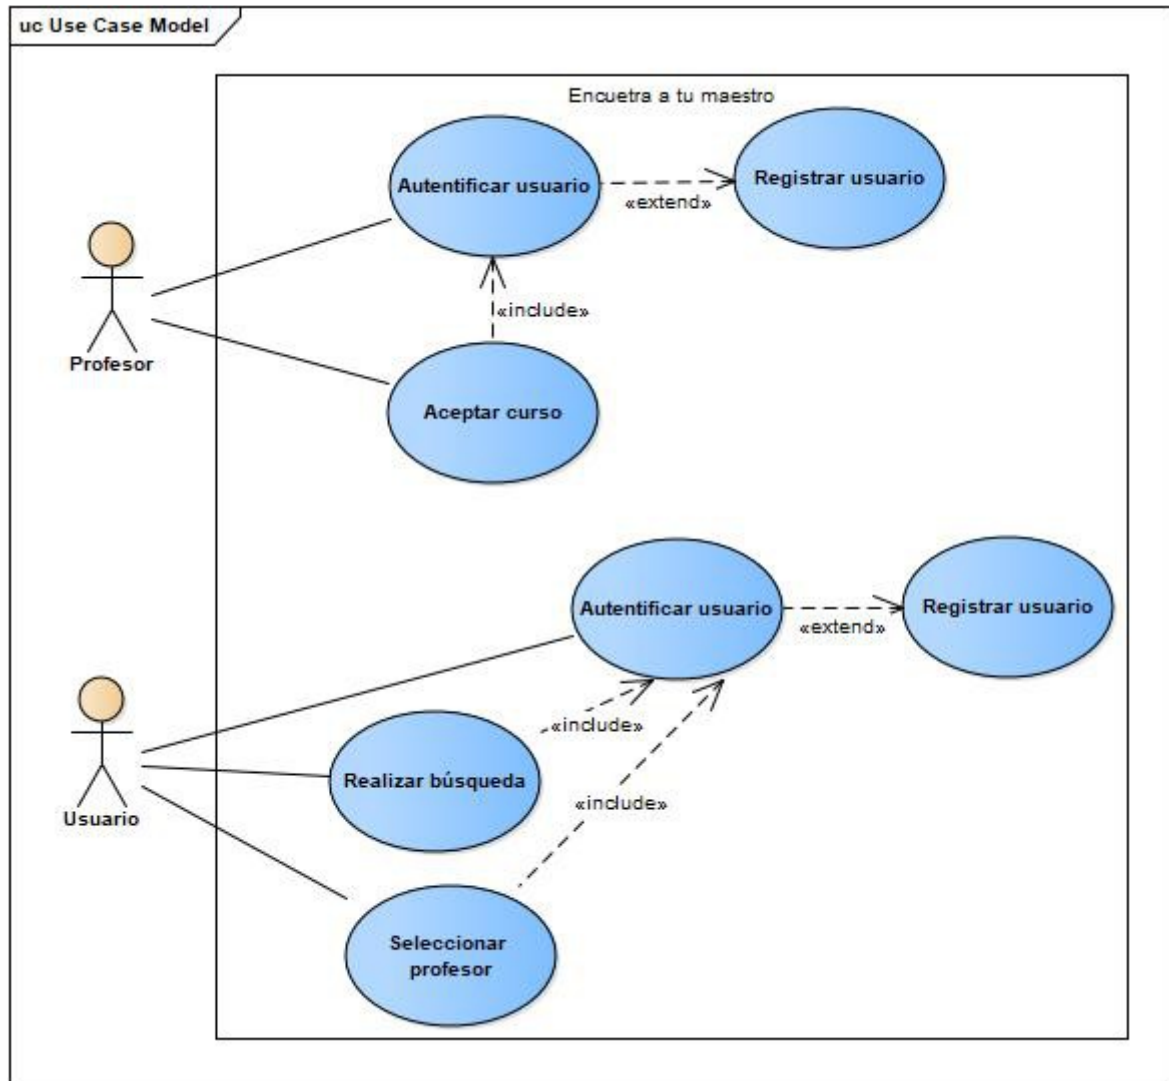 uc Use Case Model
Encuetra a tu maestro
Autentificar usuario
Registrar usuario
«extend»
«include»
Profesor
Aceptar curso
Autentificar usuario
Registrar usuario
«extend»
«include»
Realizar búsqueda
«include»
Usuario
Seleccionar
profesor